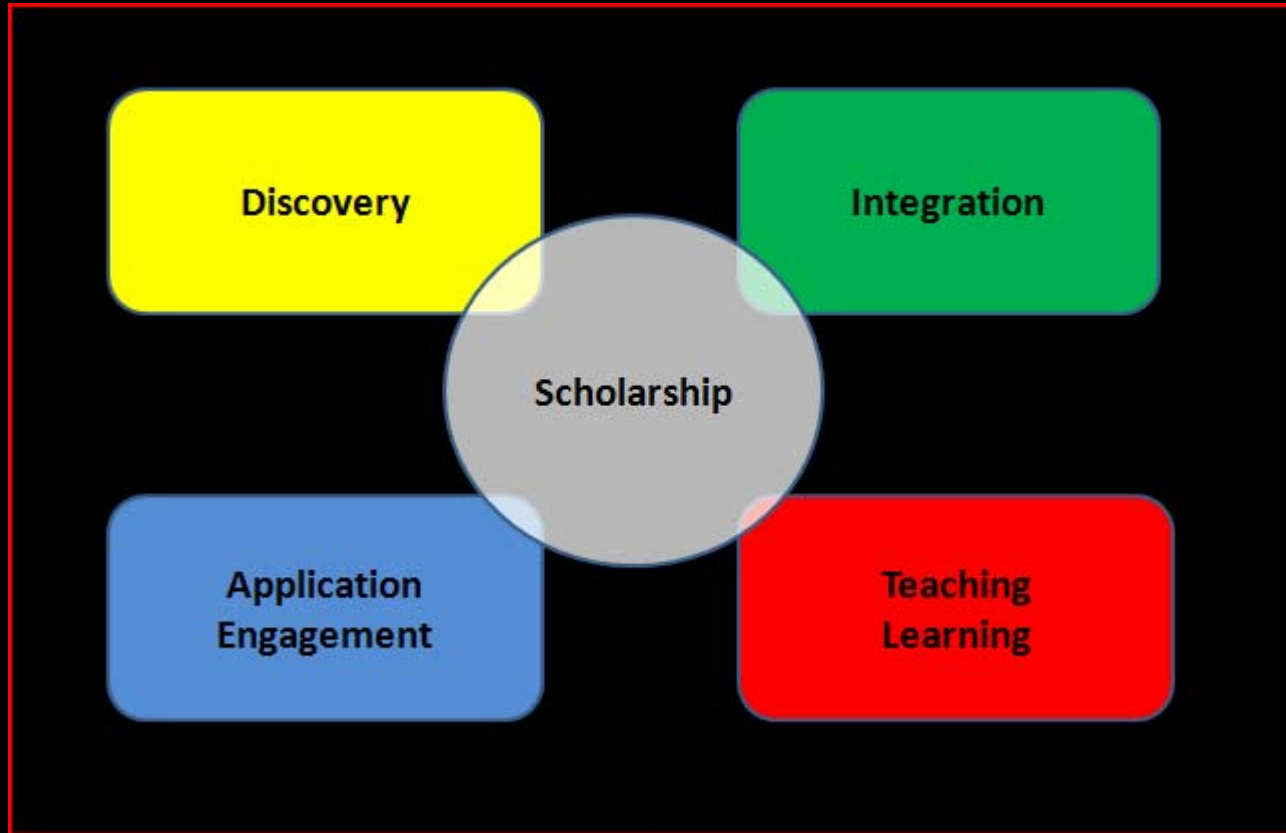 Discovery
Integration
Scholarship
Application
Engagement
Teaching
Learning